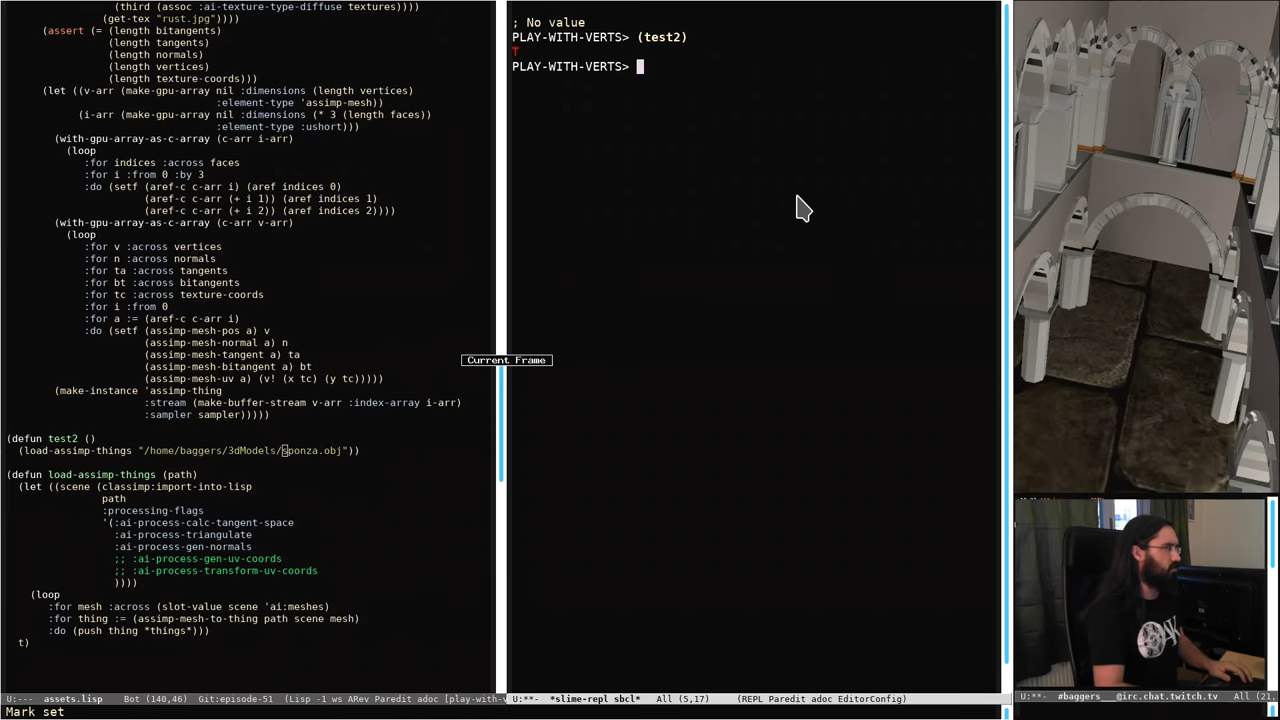 (third (assoc :ai-texture-type-diffuse textures))))
(get-tex "rust.jpg"))))
(assert (= (length bitangents)
(length tangents)
(length normals)
(length vertices)
(length texture-coords)))
(let ((v-arr (make-gpu-array nil :dimensions (length vertices)
:element-type 'assimp-mesh))
(i-arr (make-gpu-array nil :dimensions (* 3 (length faces))
:element-type :ushort)))
(with-gpu-array-as-c-array (c-arr i-arr)
(loop
:for indices :across faces
:for i :from 0 :by 3
:do (setf (aref-c c-arr i) (aref indices 0)
(aref-c c-arr (+ i 1)) (aref indices 1)
(aref-c c-arr (+ i 2)) (aref indices 2))))
(with-gpu-array-as-c-array (c-arr v-arr)
(loop
:for v :across vertices
:for n :across normals
:for ta :across tangents
:for bt :across bitangents
:for tc :across texture-coords
:for i :from 0
:for a := (aref-c c-arr i)
:do (setf (assimp-mesh-pos a) v
(assimp-mesh-normal a) n
(assimp-mesh-tangent a) ta
(assimp-mesh-bitangent a) bt
(assimp-mesh-uv a) (v! (x tc) (y tc)))))
(make-instance 'assimp-thing
:stream (make-buffer-stream v-arr :index-array i-arr)
:sampler sampler)))))
(defun test2 ()
(load-assimp-things "/home/baggers/3dModels/sponza.obj"))
(defun load-assimp-things (path)
(let ((scene (classimp:import-into-lisp
path
:processing-flags
'(:ai-process-calc-tangent-space
:ai-process-triangulate
:ai-process-gen-normals
;; :ai-process-gen-uv-coords
;; :ai-process-transform-uv-coords
))))
(loop
:for mesh :across (slot-value scene 'ai:meshes)
:for thing := (assimp-mesh-to-thing path scene mesh)
:do (push thing *things*)))
t)
U:--- assets.lisp Bot (140,46) Git:episode-51 (Lisp -1 ws ARev Paredit adoc [play-with-v
Mark set
; No value
PLAY-WITH-VERTS> (test2)
T
PLAY-WITH-VERTS>
Current Frame
U:**- *slime-repl sbcl* All (5,17) (REPL Paredit adoc EditorConfig)
U:**- #baggers___@irc.chat.twitch.tv All (21,